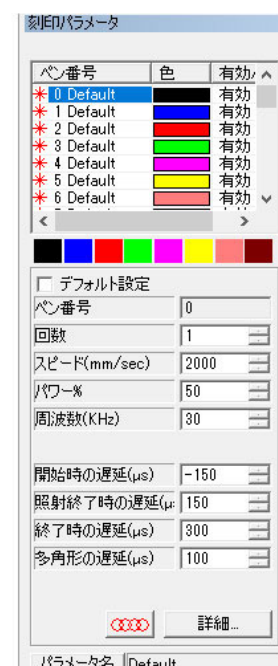 刻印パラメータ
ペン番号 色 有効/
0 Default 有効
1 Default 有効
2 Default 有効
3 Default 有効
4 Default 有効
5 Default 有効
6 Default 有効
デフォルト設定
ペン番号 0
回数 1
スピード(mm/sec) 2000
パワー% 50
周波数(KHz) 30
開始時の遅延(μs) -150
照射終了時の遅延(μ: 150
終了時の遅延(μs) 300
多角形の遅延(μs) 100
詳細...
パラメータ名 Default